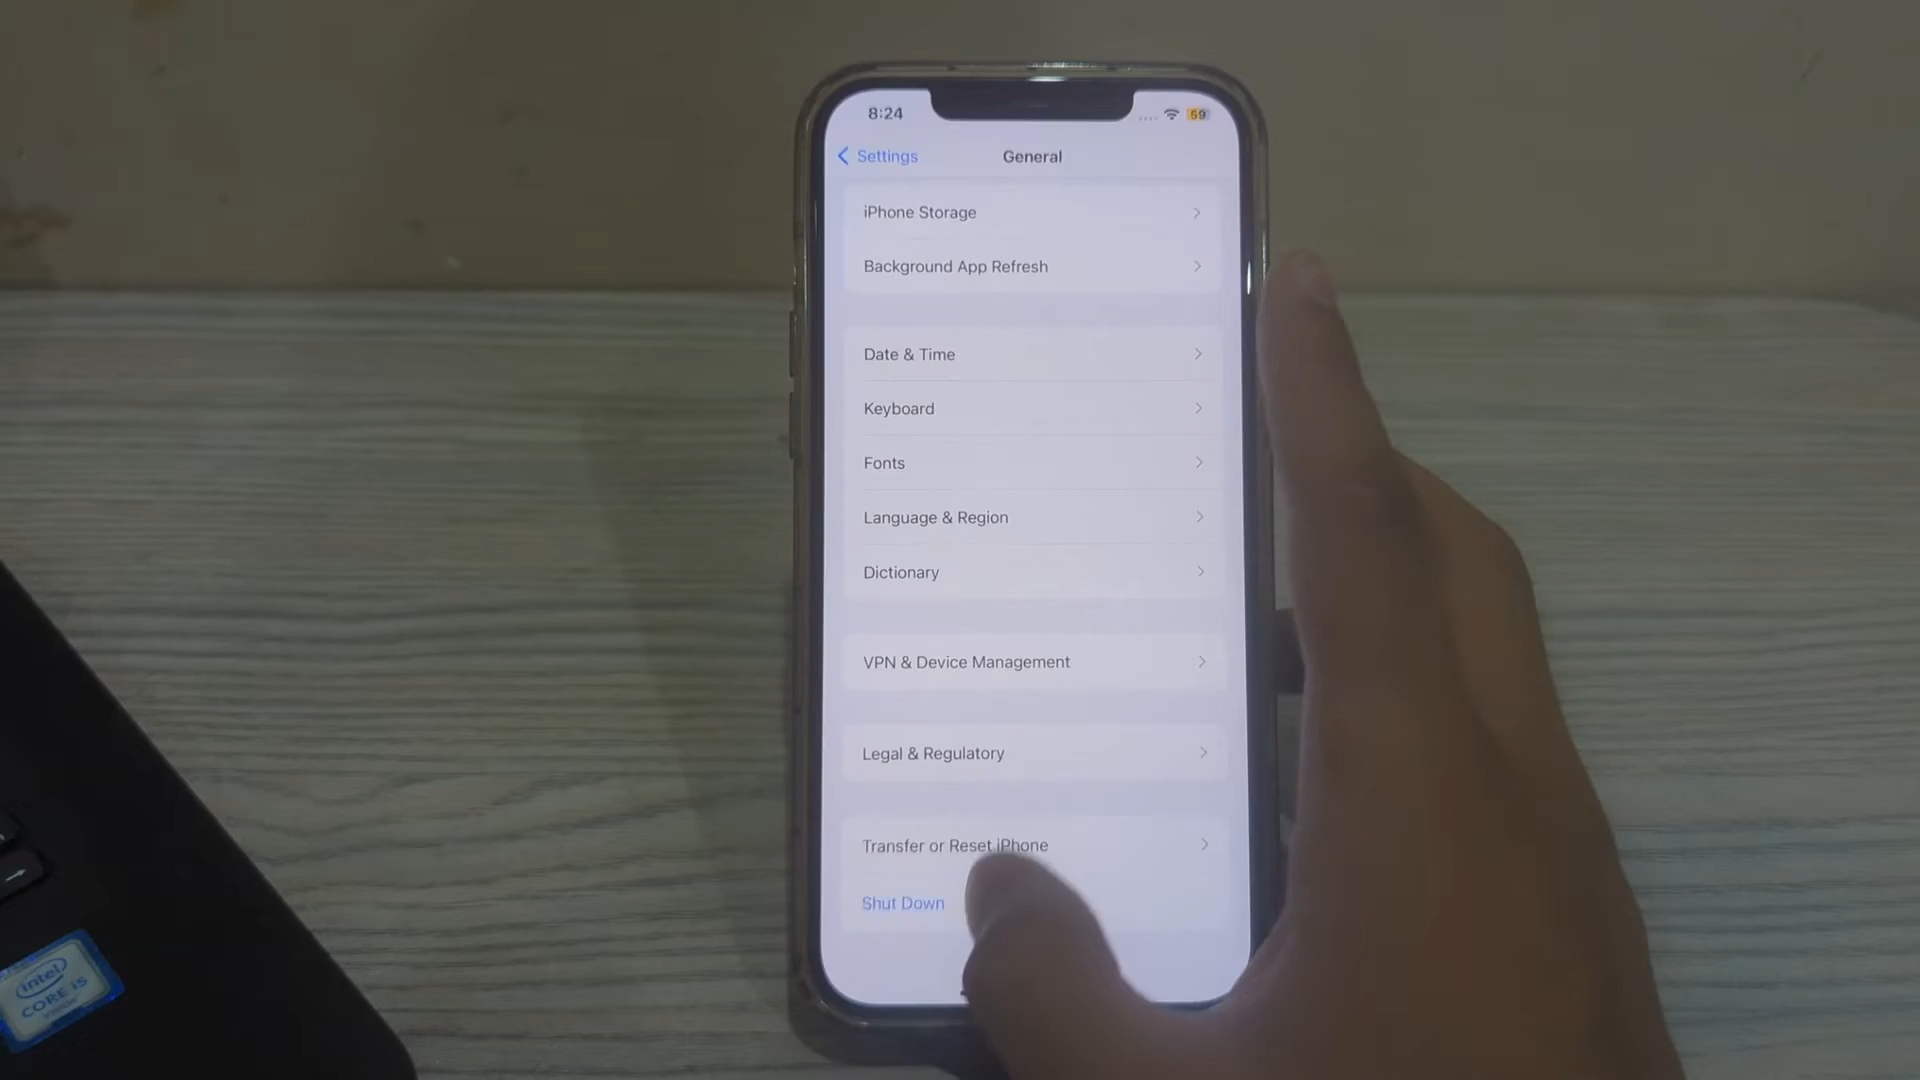 8:24
59
Settings
General
iPhone Storage
Background App Refresh
Date & Time
Keyboard
Fonts
Language & Region
Dictionary
VPN & Device Management
Legal & Regulatory
Transfer or Reset iPhone
Shut Down
intel
CORE i5